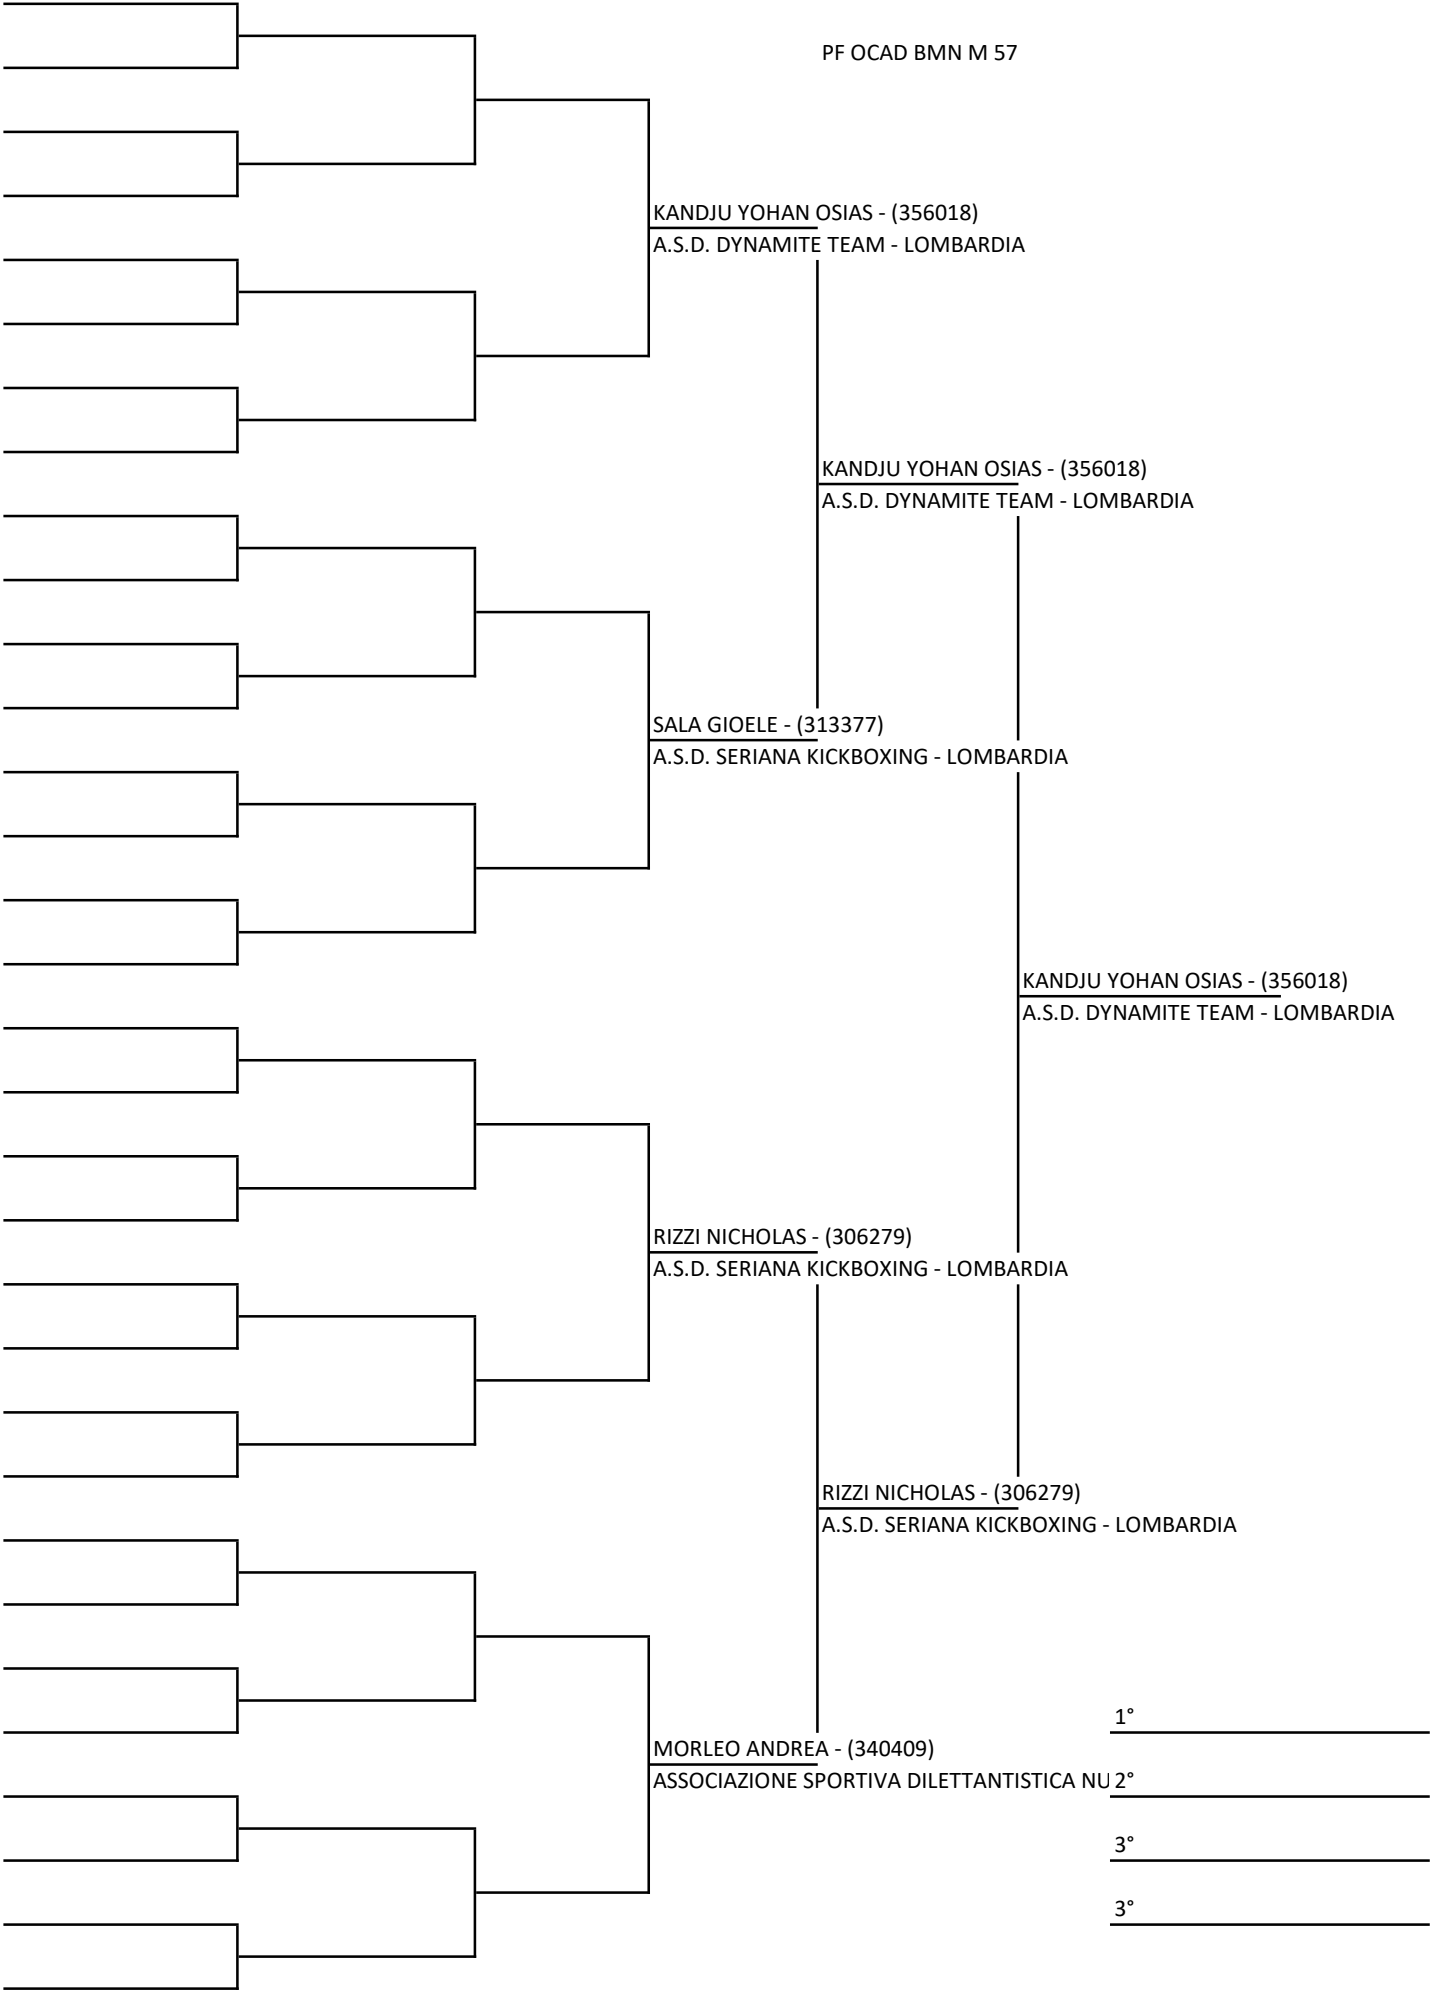 PF OCAD BMN M 57
KANDJU YOHAN OSIAS - (356018)
A.S.D. DYNAMITE TEAM - LOMBARDIA
KANDJU YOHAN OSIAS - (356018)
A.S.D. DYNAMITE TEAM - LOMBARDIA
SALA GIOELE - (313377)
A.S.D. SERIANA KICKBOXING - LOMBARDIA
KANDJU YOHAN OSIAS - (356018)
A.S.D. DYNAMITE TEAM - LOMBARDIA
RIZZI NICHOLAS - (306279)
A.S.D. SERIANA KICKBOXING - LOMBARDIA
RIZZI NICHOLAS - (306279)
A.S.D. SERIANA KICKBOXING - LOMBARDIA
1°
MORLEO ANDREA - (340409)
ASSOCIAZIONE SPORTIVA DILETTANTISTICA NU
2°
3°
3°